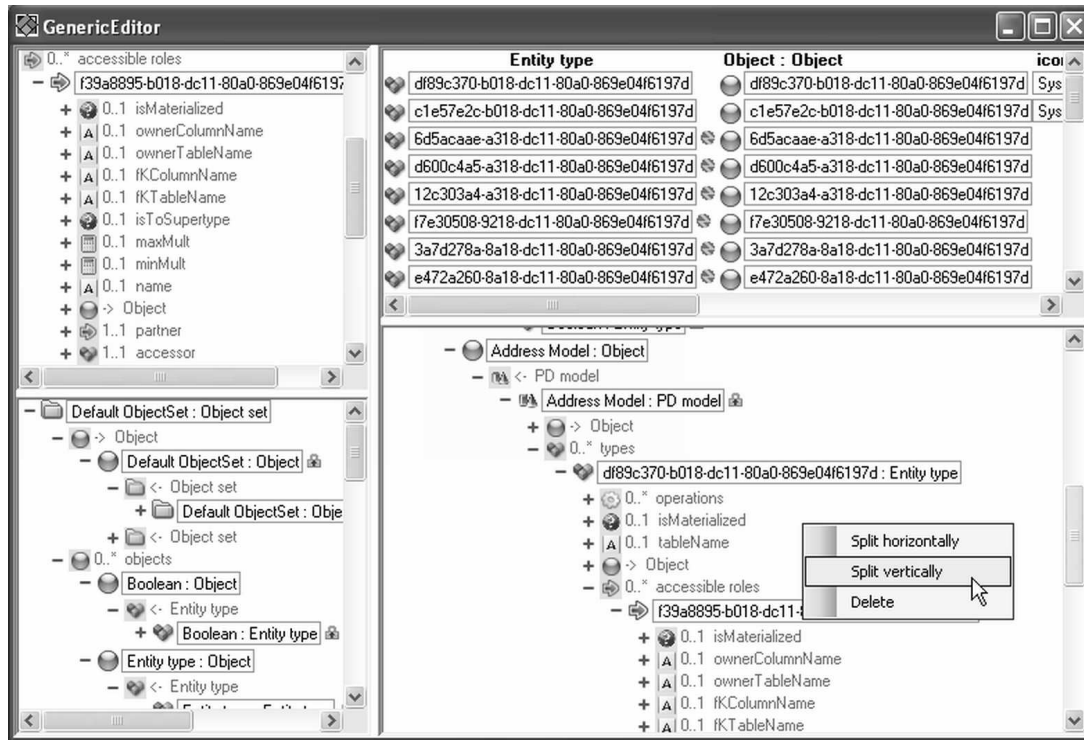 GenericEditor
0..* accessible roles
f39a8895-b018-dc11-80a0-869e04f6197
0..1 isMaterialized
0..1 ownerColumnName
0..1 ownerTableName
0..1 fKColumnName
0..1 fKTableName
0..1 isToSupertype
0..1 maxMult
0..1 minMult
0..1 name
-> Object
1..1 partner
1..1 accessor
Default ObjectSet : Object set
-> Object
Default ObjectSet : Object
<- Object set
Default ObjectSet : Obje
<- Object set
0..* objects
Boolean : Object
<- Entity type
Boolean : Entity type
Entity type : Object
<- Entity type
Entity type Object : Object icon
df89c370-b018-dc11-80a0-869e04f6197d df89c370-b018-dc11-80a0-869e04f6197d Sys
c1e57e2c-b018-dc11-80a0-869e04f6197d c1e57e2c-b018-dc11-80a0-869e04f6197d Sys
6d5acaae-a318-dc11-80a0-869e04f6197d 6d5acaae-a318-dc11-80a0-869e04f6197d
d600c4a5-a318-dc11-80a0-869e04f6197d d600c4a5-a318-dc11-80a0-869e04f6197d
12c303a4-a318-dc11-80a0-869e04f6197d 12c303a4-a318-dc11-80a0-869e04f6197d
f7e30508-9218-dc11-80a0-869e04f6197d f7e30508-9218-dc11-80a0-869e04f6197d
3a7d278a-8a18-dc11-80a0-869e04f6197d 3a7d278a-8a18-dc11-80a0-869e04f6197d
e472a260-8a18-dc11-80a0-869e04f6197d e472a260-8a18-dc11-80a0-869e04f6197d
Boolean : Entity type
Address Model : Object
<- PD model
Address Model : PD model
-> Object
0..* types
df89c370-b018-dc11-80a0-869e04f6197d : Entity type
0..* operations
0..1 isMaterialized
0..1 tableName
-> Object
0..* accessible roles
f39a8895-b018-dc11-
0..1 isMaterialized
0..1 ownerColumnName
0..1 ownerTableName
0..1 fKColumnName
0..1 fKTableName
Split horizontally
Split vertically
Delete